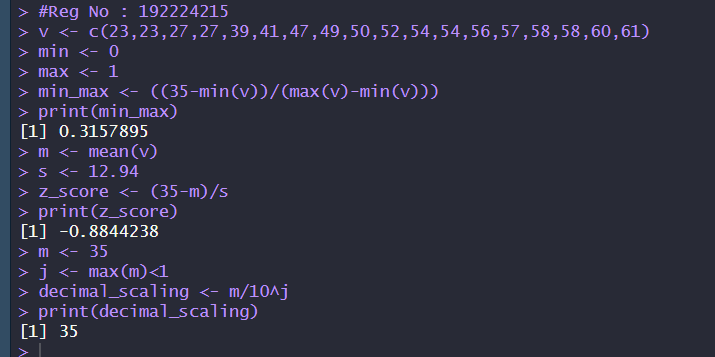 > #Reg No : 192224215
> v <- c(23,23,27,27,39,41,47,49,50,52,54,54,56,57,58,58,60,61)
> min <- 0
> max <- 1
> min_max <- ((35-min(v))/(max(v)-min(v)))
> print(min_max)
[1] 0.3157895
> m <- mean(v)
> s <- 12.94
> z_score <- (35-m)/s
> print(z_score)
[1] -0.8844238
> m <- 35
> j <- max(m)<1
> decimal_scaling <- m/10^j
> print(decimal_scaling)
[1] 35
>